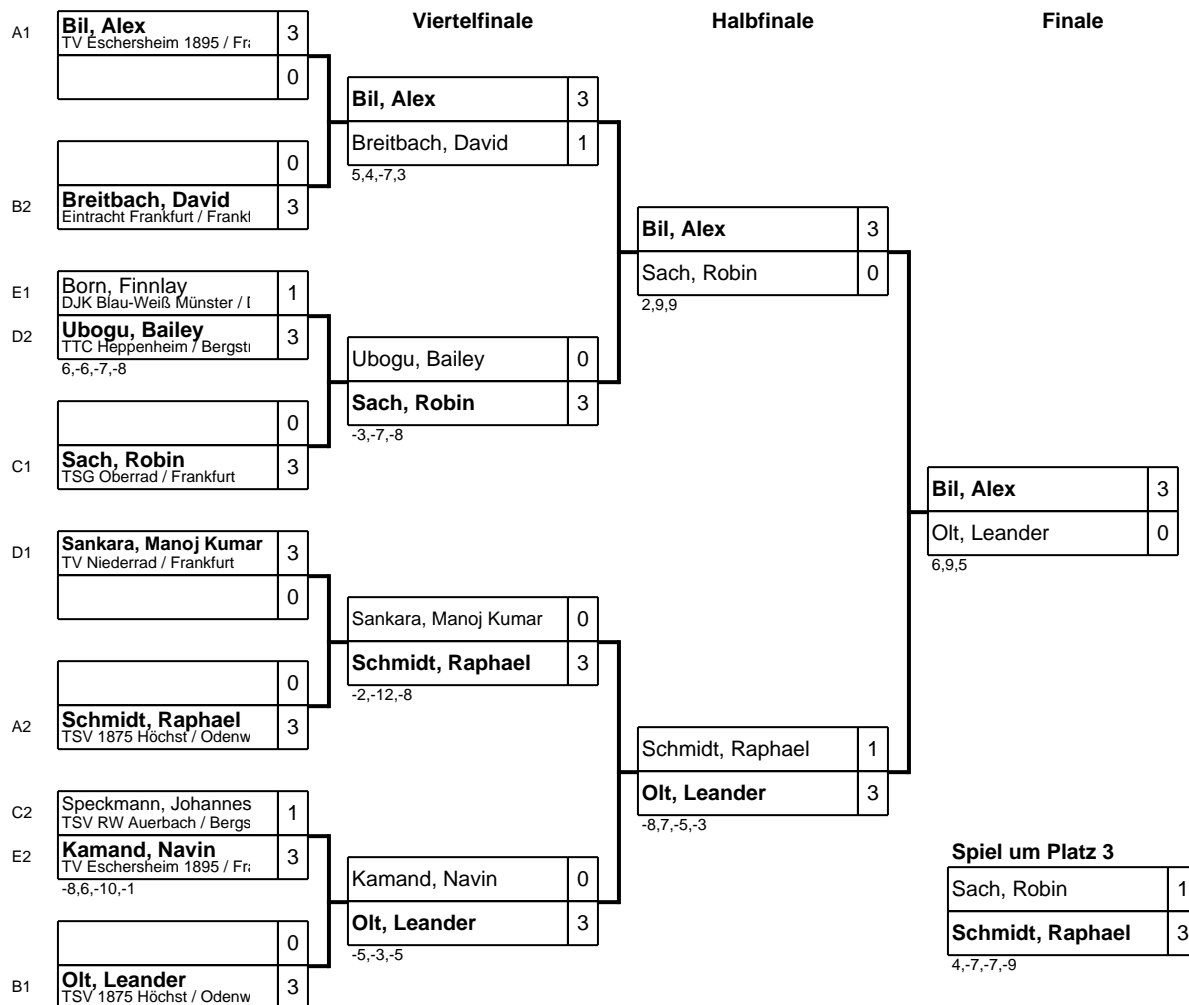 Viertelfinale
Halbfinale
Finale
A1
Bil, Alex
3
TV Eschersheim 1895 / Fra
0
0
B2
Breitbach, David
3
Eintracht Frankfurt / Frankf
E1
Born, Finnlay
1
DJK Blau-Weiß Münster /
D2
Ubogu, Bailey
3
TTC Heppenheim / Bergstr
6,-6,-7,-8
0
C1
Sach, Robin
3
TSG Oberrad / Frankfurt
D1
Sankara, Manoj Kumar
3
TV Niederrad / Frankfurt
0
0
A2
Schmidt, Raphael
3
TSV 1875 Höchst / Odenw
C2
Speckmann, Johannes
1
TSV RW Auerbach / Bergs
E2
Kamand, Navin
3
TV Eschersheim 1895 / Fra
-8,6,-10,-1
0
B1
Olt, Leander
3
TSV 1875 Höchst / Odenw
Bil, Alex
3
Breitbach, David
1
5,4,-7,3
Ubogu, Bailey
0
Sach, Robin
3
-3,-7,-8
Sankara, Manoj Kumar
0
Schmidt, Raphael
3
-2,-12,-8
Kamand, Navin
0
Olt, Leander
3
-5,-3,-5
Bil, Alex
3
Sach, Robin
0
2,9,9
Schmidt, Raphael
1
Olt, Leander
3
-8,7,-5,-3
Bil, Alex
3
Olt, Leander
0
6,9,5
Spiel um Platz 3
Sach, Robin
1
Schmidt, Raphael
3
4,-7,-7,-9